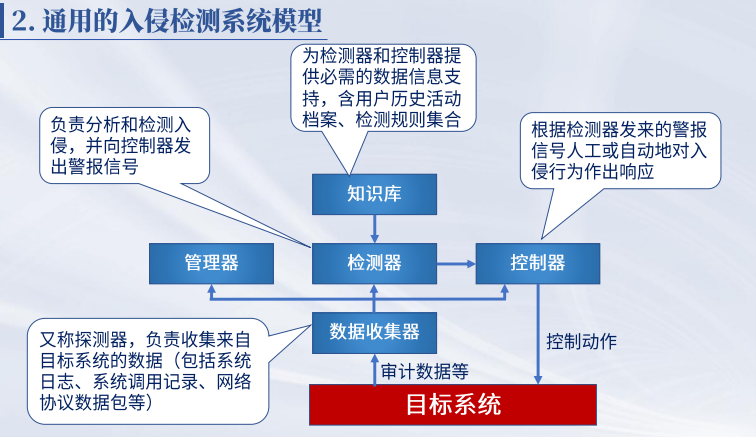 2. 通用的入侵检测系统模型
为检测器和控制器提
供必需的数据信息支
持，含用户历史活动
档案、检测规则集合
负责分析和检测入
侵，并向控制器发
出警报信号
根据检测器发来的警报
信号人工或自动地对入
侵行为作出响应
知识库
管理器
检测器
控制器
数据收集器
又称探测器，负责收集来自
目标系统的数据（包括系统
日志、系统调用记录、网络
协议数据包等）
控制动作
审计数据等
目标系统